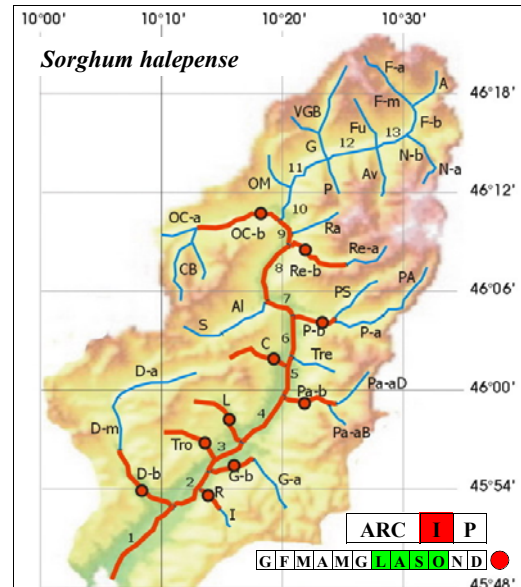 10°00' 10°10' 10°20' 10°30'
Sorghum halepense
F-a
A
46°18'
F-m
VGB
F-b
Fu
13
12
G
N-b
N-a
11
OM
P
Av
46°12'
10
OC-a
Ra
OC-b
9
Re-a
8
Re-b
CB
PA
46°06'
PS
7
Al
S
P-b
P-a
6
C
Tre
D-a
5
46°00'
Pa-aD
L
Pa-b
4
D-m
Pa-aB
Tro
3
D-b
G-b
G-a
2
45°54'
R
I
1
ARC I P
G F M A M G L A S O N D
45°48'